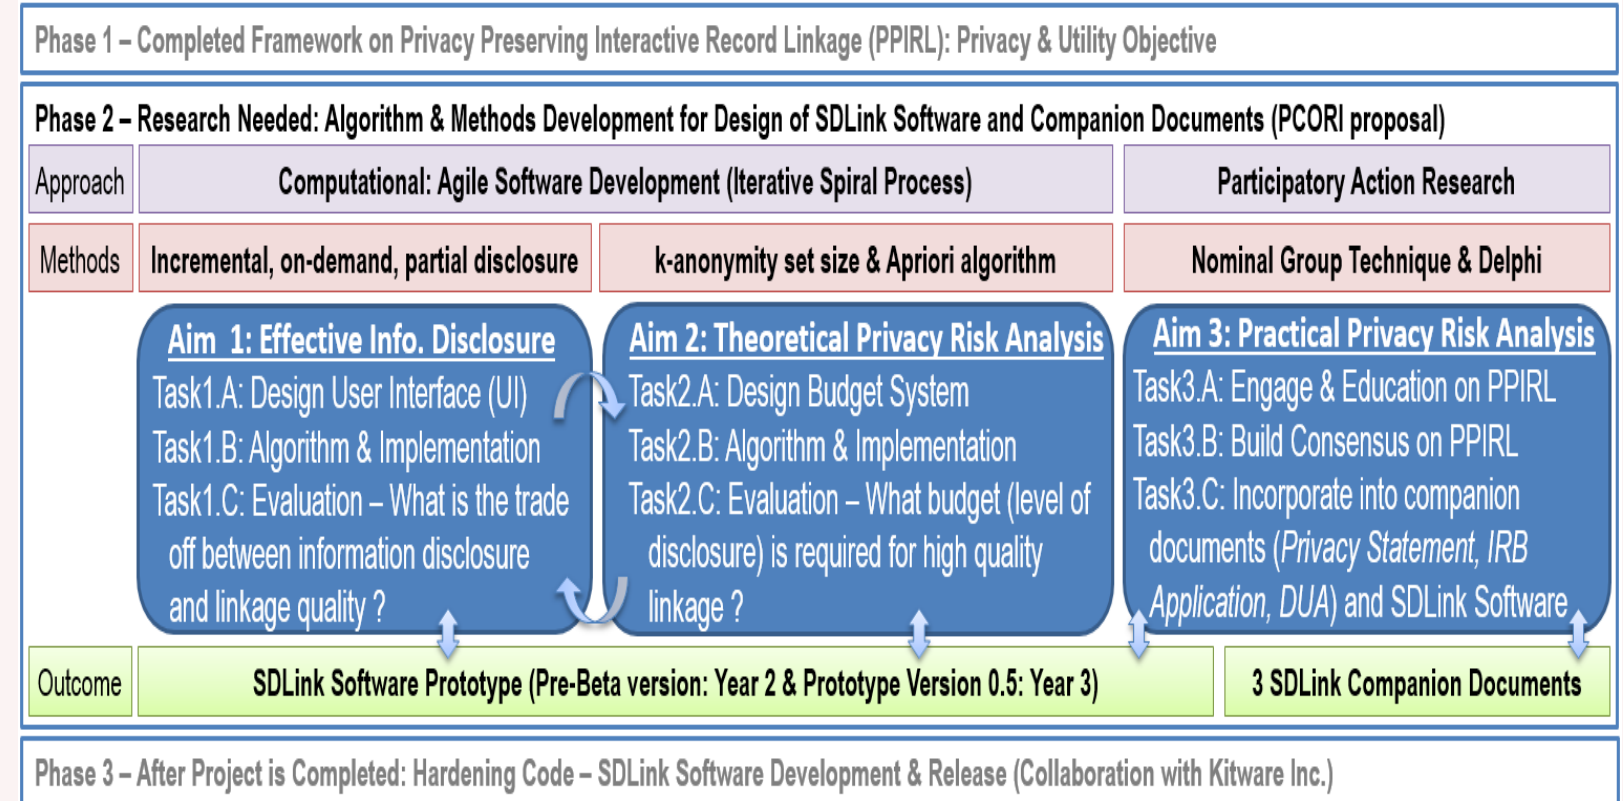 Phase 1 – Completed Framework on Privacy Preserving Interactive Record Linkage (PPIRL): Privacy & Utility Objective
Phase 2 – Research Needed: Algorithm & Methods Development for Design of SDLink Software and Companion Documents (PCORI proposal)
Approach
Computational: Agile Software Development (Iterative Spiral Process)
Participatory Action Research
Methods
Incremental, on-demand, partial disclosure
k-anonymity set size & Apriori algorithm
Nominal Group Technique & Delphi
Aim 1: Effective Info. Disclosure
Task1.A: Design User Interface (UI)
Task1.B: Algorithm & Implementation
Task1.C: Evaluation – What is the trade
off between information disclosure
and linkage quality ?
Aim 2: Theoretical Privacy Risk Analysis
Task2.A: Design Budget System
Task2.B: Algorithm & Implementation
Task2.C: Evaluation – What budget (level of
disclosure) is required for high quality
linkage ?
Aim 3: Practical Privacy Risk Analysis
Task3.A: Engage & Education on PPIRL
Task3.B: Build Consensus on PPIRL
Task3.C: Incorporate into companion
documents (Privacy Statement, IRB
Application, DUA) and SDLink Software
Outcome
SDLink Software Prototype (Pre-Beta version: Year 2 & Prototype Version 0.5: Year 3)
3 SDLink Companion Documents
Phase 3 – After Project is Completed: Hardening Code – SDLink Software Development & Release (Collaboration with Kitware Inc.)